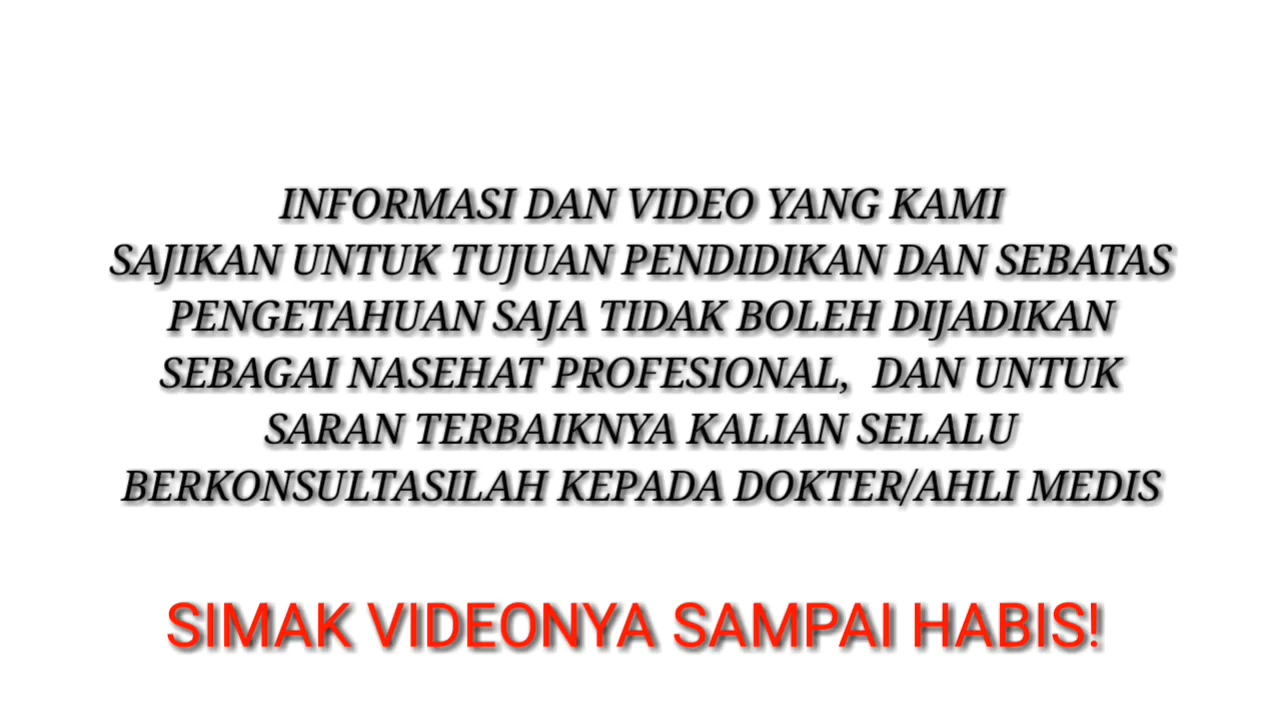 INFORMASI DAN VIDEO YANG KAMI
SAJIKAN UNTUK TUJUAN PENDIDIKAN DAN SEBATAS
PENGETAHUAN SAJA TIDAK BOLEH DIJADIKAN
SEBAGAI NASEHAT PROFESIONAL, DAN UNTUK
SARAN TERBAIKNYA KALIAN SELALU
BERKONSULTASILAH KEPADA DOKTER/AHLI MEDIS
SIMAK VIDEONYA SAMPAI HABIS!